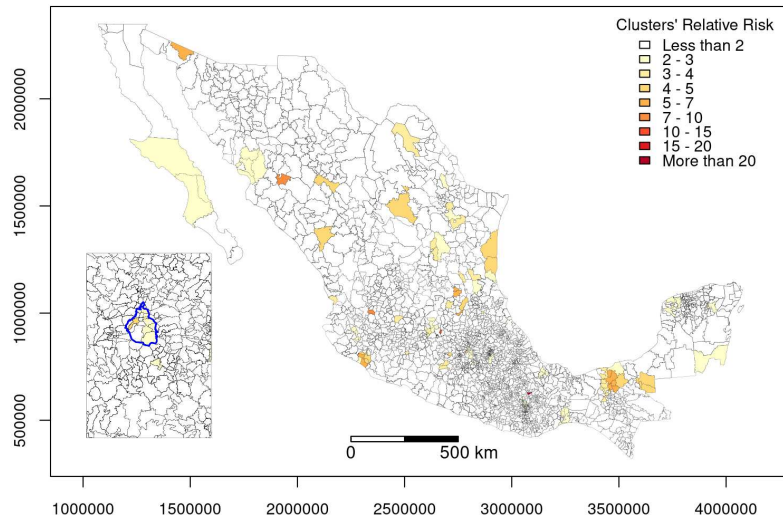 Clusters' Relative Risk
Less than 2
2 - 3
3 - 4
4 - 5
5 - 7
7 - 10
10 - 15
15 - 20
More than 20
2000000
1500000
1000000
500000
0 500 km
1000000 1500000 2000000 2500000 3000000 3500000 4000000